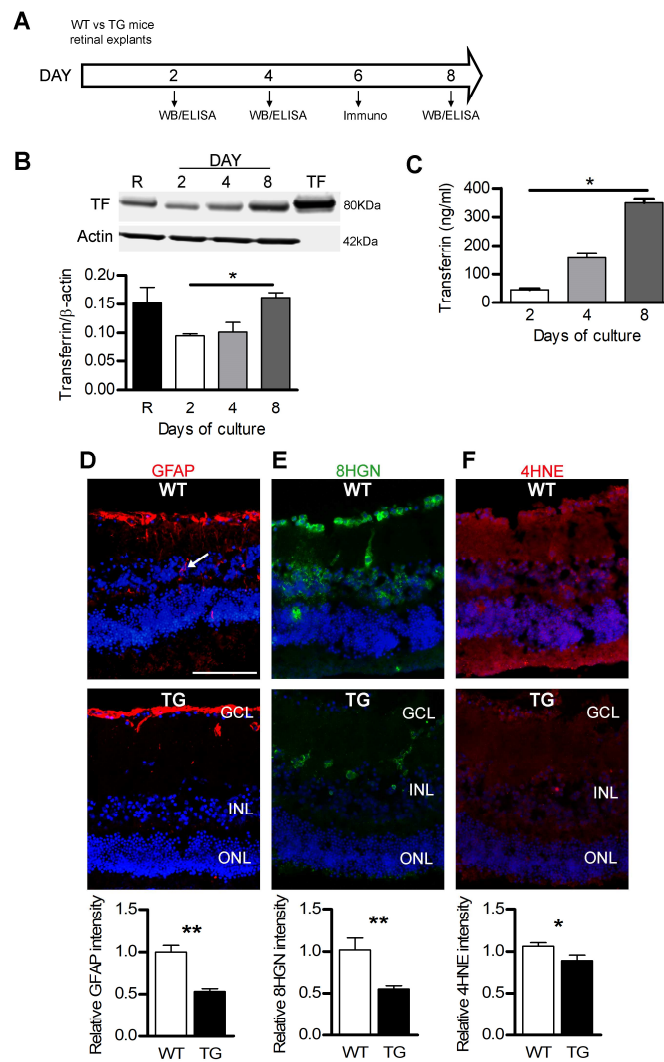 A
WT vs TG mice
retinal explants
DAY 2 4 6 8
WB/ELISA WB/ELISA Immuno WB/ELISA
B
DAY
R 2 4 8 TF
TF 80KDa
Actin 42kDa
Transferrin/β-actin
0.20
0.15
0.10
0.05
0.00
*
R 2 4 8
Days of culture
C
Transferrin (ng/ml)
400
300
200
100
0
*
2 4 8
Days of culture
D E F
GFAP 8HGN 4HNE
WT WT WT
TG GCL TG GCL TG GCL
INL INL INL
ONL ONL ONL
Relative GFAP intensity
1.5
1.0
0.5
0.0
**
WT TG
Relative 8HGN intensity
1.5
1.0
0.5
0.0
**
WT TG
Relative 4HNE intensity
1.5
1.0
0.5
0.0
*
WT TG